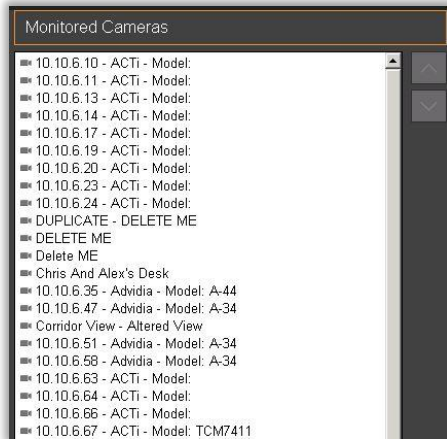 Monitored Cameras
10.10.6.10 - ACTi - Model:
10.10.6.11 - ACTi - Model:
10.10.6.13 - ACTi - Model:
10.10.6.14 - ACTi - Model:
10.10.6.17 - ACTi - Model:
10.10.6.19 - ACTi - Model:
10.10.6.20 - ACTi - Model:
10.10.6.23 - ACTi - Model:
10.10.6.24 - ACTi - Model:
DUPLICATE - DELETE ME
DELETE ME
Delete ME
Chris And Alex's Desk
10.10.6.35 - Advidia - Model: A-44
10.10.6.47 - Advidia - Model: A-34
Corridor View - Altered View
10.10.6.51 - Advidia - Model: A-34
10.10.6.58 - Advidia - Model: A-34
10.10.6.63 - ACTi - Model:
10.10.6.64 - ACTi - Model:
10.10.6.66 - ACTi - Model:
10.10.6.67 - ACTi - Model: TCM7411